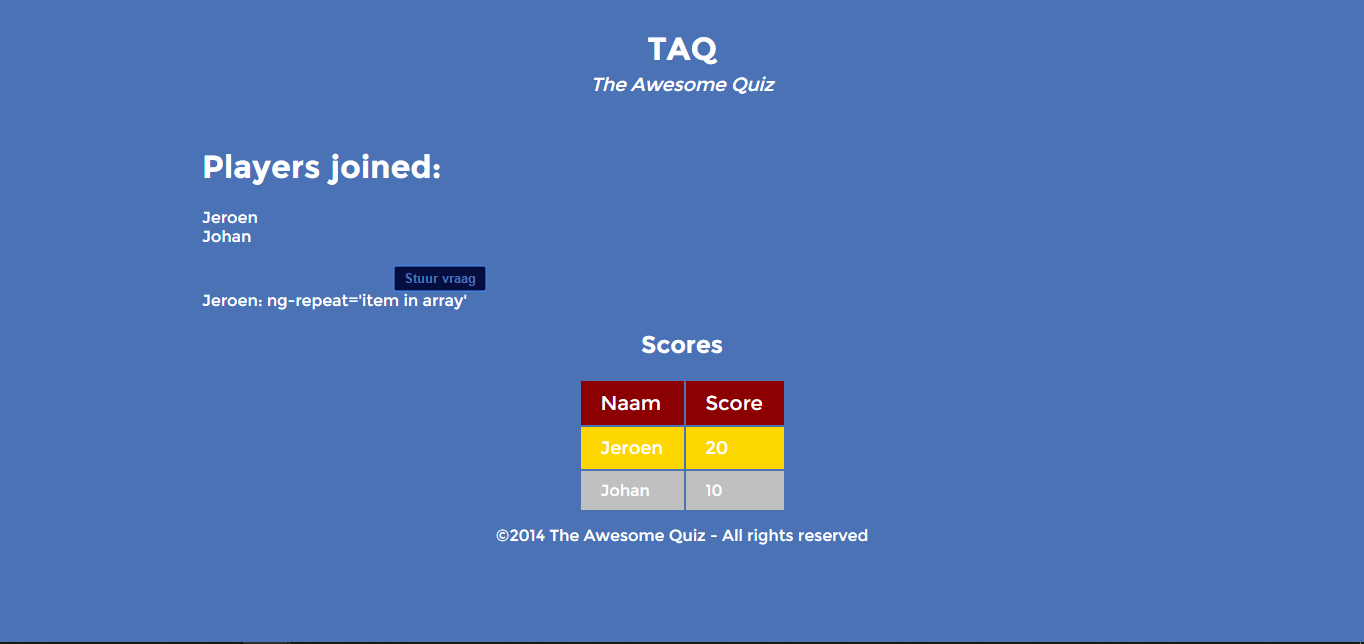 TAQ
The Awesome Quiz
Players joined:
Jeroen
Johan
Stuur vraag
Jeroen: ng-repeat='item in array'
Scores
Naam Score
Jeroen 20
Johan 10
©2014 The Awesome Quiz - All rights reserved